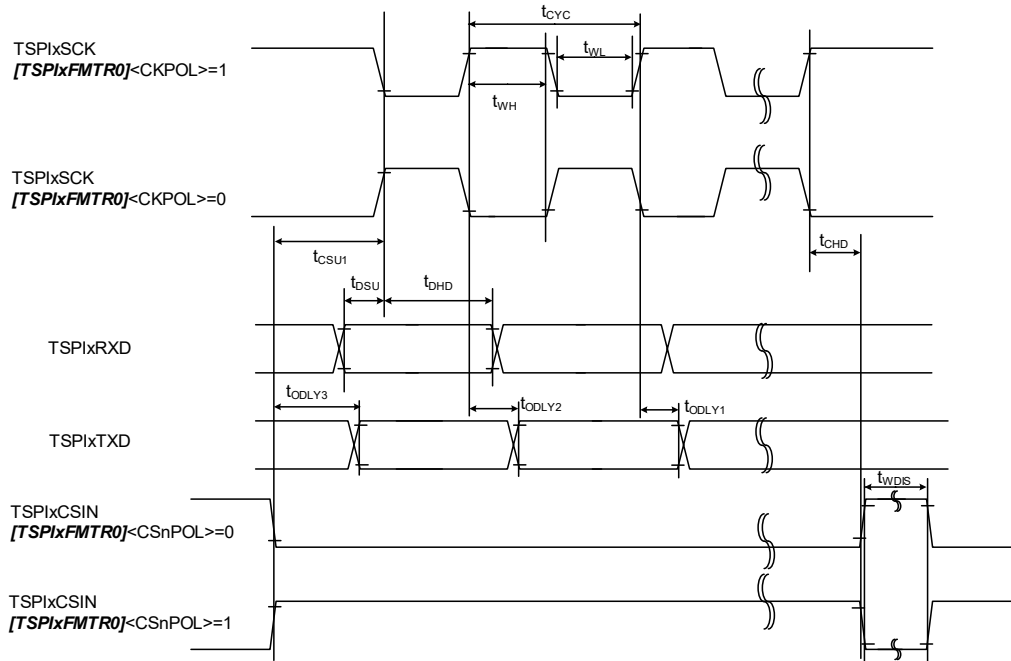 tCYC
TSPIxSCK
[TSPIxFMTR0]<CKPOL>=1
tWL
tWH
TSPIxSCK
[TSPIxFMTR0]<CKPOL>=0
tCSU1
tCHD
tDSU
tDHD
TSPIxRXD
tODLY3
tODLY2
tODLY1
TSPIxTXD
tWDIS
TSPIxCSIN
[TSPIxFMTR0]<CSnPOL>=0
TSPIxCSIN
[TSPIxFMTR0]<CSnPOL>=1